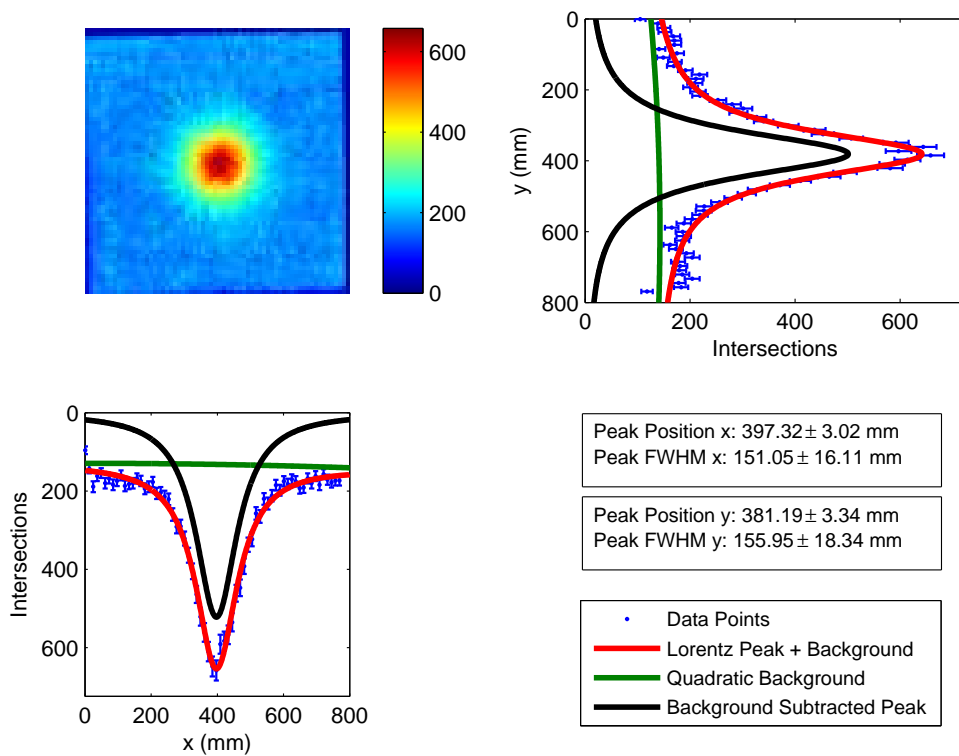 600
400
200
0
0
200
400
600
800
y (mm)
0 200 400 600
Intersections
0
200
400
600
Intersections
0 200 400 600 800
x (mm)
Peak Position x: 397.32 ± 3.02 mm
Peak FWHM x: 151.05 ± 16.11 mm
Peak Position y: 381.19 ± 3.34 mm
Peak FWHM y: 155.95 ± 18.34 mm
Data Points
Lorentz Peak + Background
Quadratic Background
Background Subtracted Peak